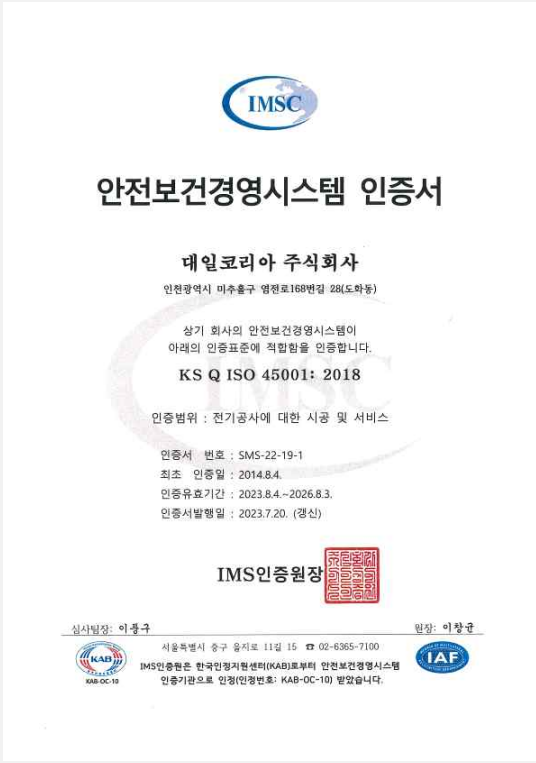 IMSC
안전보건경영시스템 인증서
대일코리아 주식회사
인천광역시 미추홀구 염전로168번길 28(도화동)
상기 회사의 안전보건경영시스템이
아래의 인증표준에 적합함을 인증합니다.
KS Q ISO 45001: 2018
인증범위 : 전기공사에 대한 시공 및 서비스
인증서 번호 : SMS-22-19-1
최초 인증일 : 2014.8.4.
인증유효기간 : 2023.8.4.~2026.8.3.
인증서발행일 : 2023.7.20. (갱신)
IMS인증원장
심사팀장: 이풍구
원장: 이창균
서울특별시 중구 을지로 11길 15 ☎ 02-6365-7100
IMS인증원은 한국인정지원센터(KAB)로부터 안전보건경영시스템
인증기관으로 인정(인정번호: KAB-OC-10) 받았습니다.
KAB
KAB-OC-10
IAF